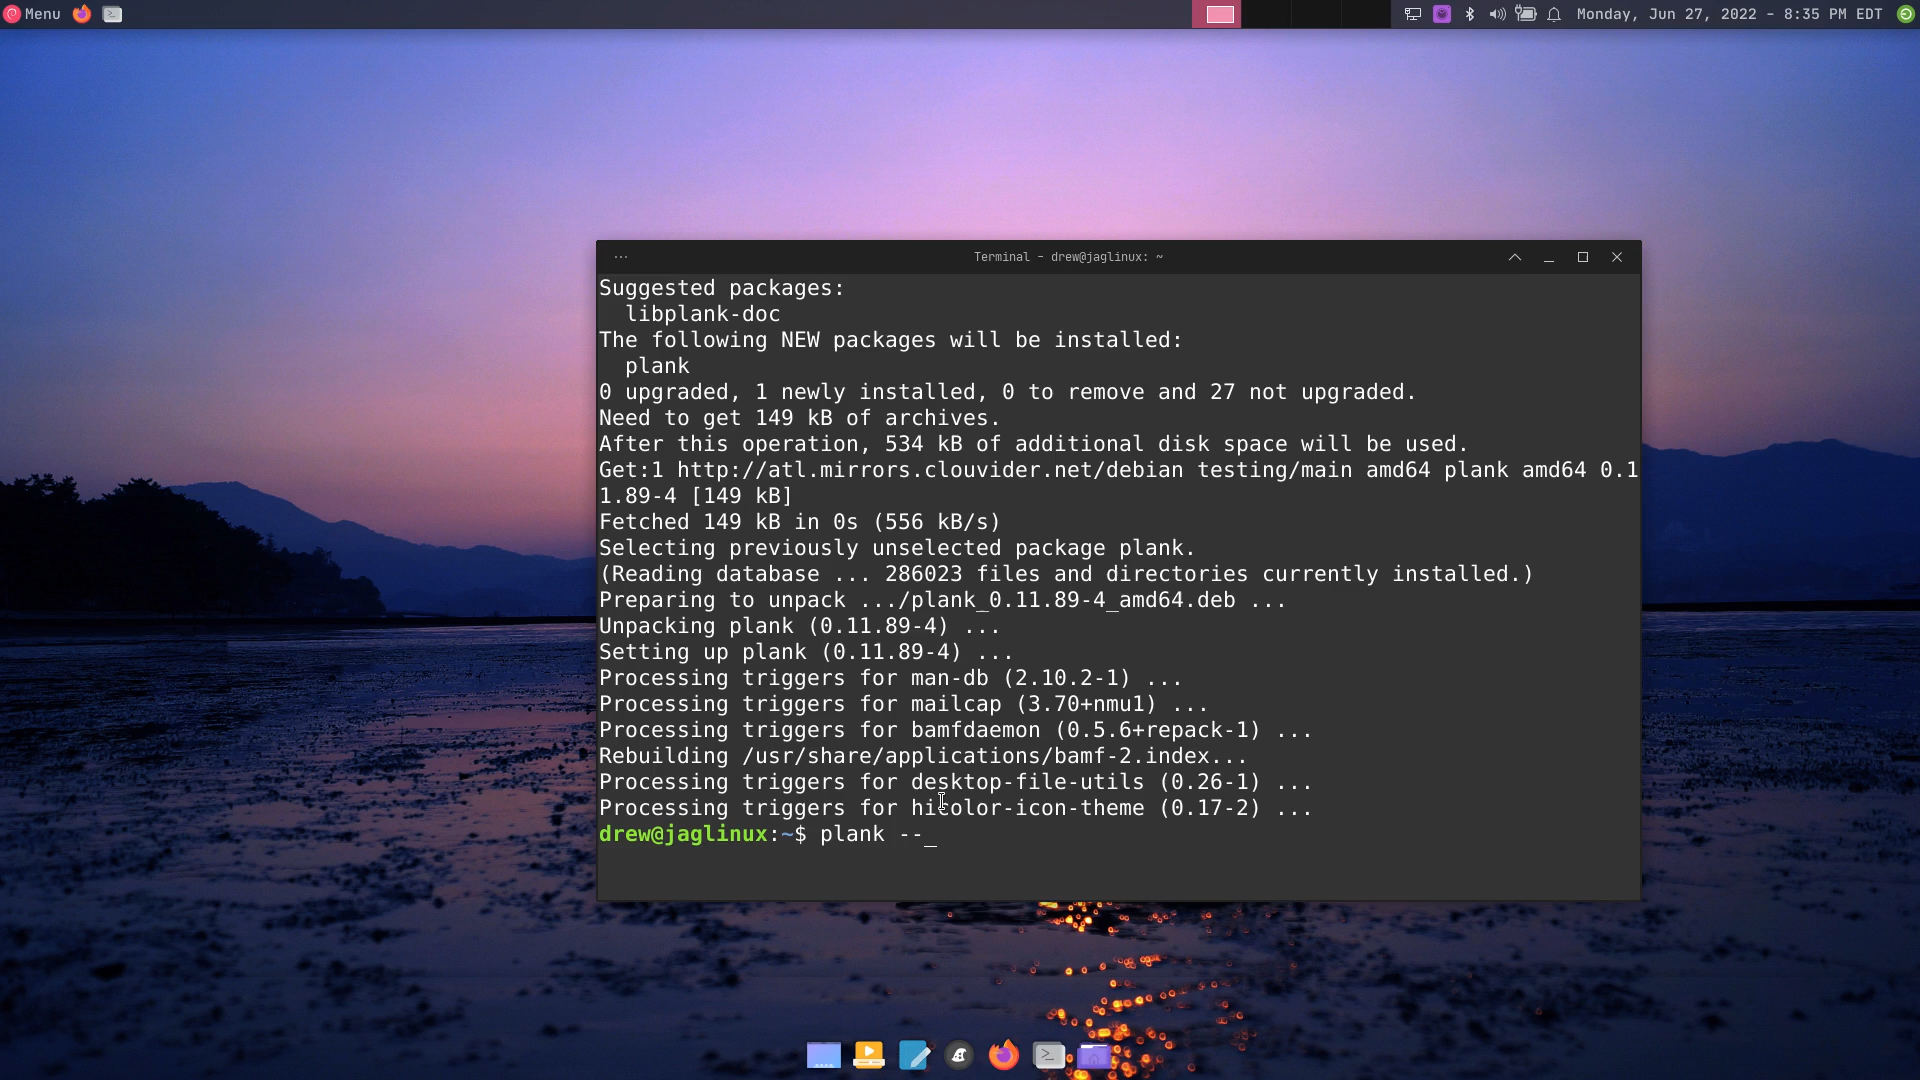 Menu
Monday, Jun 27, 2022 - 8:35 PM EDT
Terminal - drew@jaglinux: ~
Suggested packages:
  libplank-doc
The following NEW packages will be installed:
  plank
0 upgraded, 1 newly installed, 0 to remove and 27 not upgraded.
Need to get 149 kB of archives.
After this operation, 534 kB of additional disk space will be used.
Get:1 http://atl.mirrors.clouvider.net/debian testing/main amd64 plank amd64 0.1
1.89-4 [149 kB]
Fetched 149 kB in 0s (556 kB/s)
Selecting previously unselected package plank.
(Reading database ... 286023 files and directories currently installed.)
Preparing to unpack .../plank_0.11.89-4_amd64.deb ...
Unpacking plank (0.11.89-4) ...
Setting up plank (0.11.89-4) ...
Processing triggers for man-db (2.10.2-1) ...
Processing triggers for mailcap (3.70+nmu1) ...
Processing triggers for bamfdaemon (0.5.6+repack-1) ...
Rebuilding /usr/share/applications/bamf-2.index...
Processing triggers for desktop-file-utils (0.26-1) ...
Processing triggers for hicolor-icon-theme (0.17-2) ...
drew@jaglinux:~$ plank --_